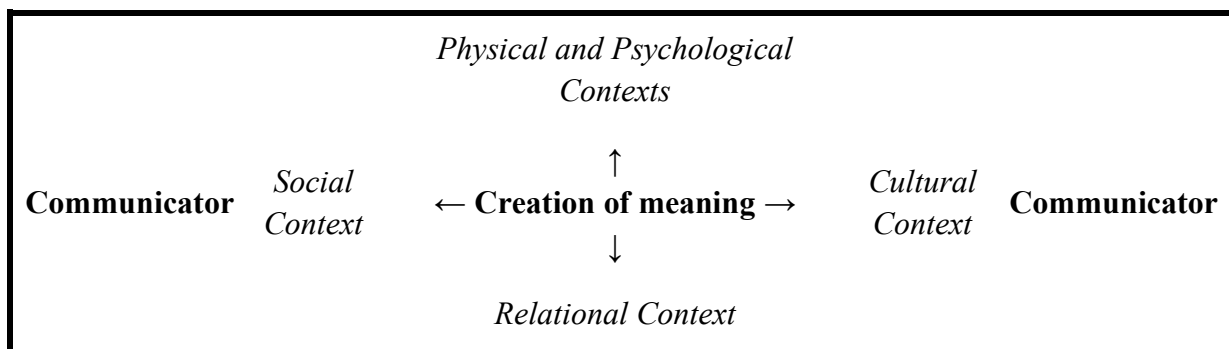 Physical and Psychological
Contexts
↑
Communicator Social Context ← Creation of meaning → Cultural Context Communicator
↓
Relational Context